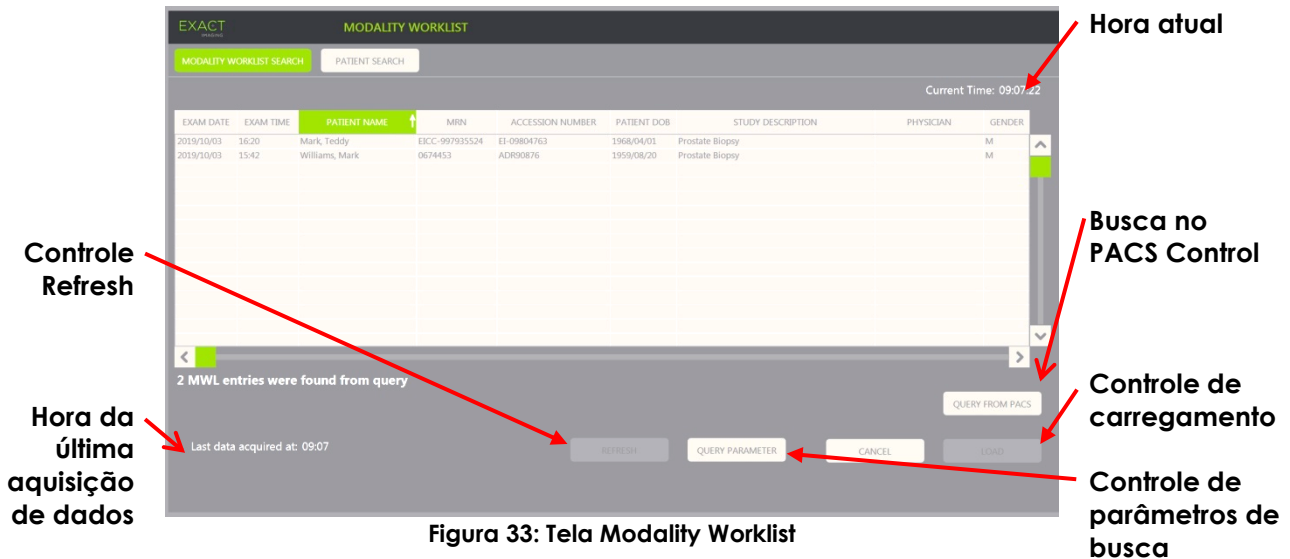 EXACT
IMAGING
MODALITY WORKLIST
Hora atual
MODALITY WORKLIST SEARCH
PATIENT SEARCH
Current Time: 09:07:22
EXAM DATE EXAM TIME PATIENT NAME MRN ACCESSION NUMBER PATIENT DOB STUDY DESCRIPTION PHYSICIAN GENDER
2019/10/03 16:20 Mark, Teddy EICC-997935524 EI-09804763 1968/04/01 Prostate Biopsy M
2019/10/03 15:42 Williams, Mark 0674453 ADR90876 1959/08/20 Prostate Biopsy M
Busca no
PACS Control
Controle
Refresh
2 MWL entries were found from query
QUERY FROM PACS
Controle de
carregamento
Hora da
última
aquisição
de dados
Last data acquired at: 09:07
REFRESH
QUERY PARAMETER
CANCEL
LOAD
Controle de
parâmetros de
busca
Figura 33: Tela Modality Worklist